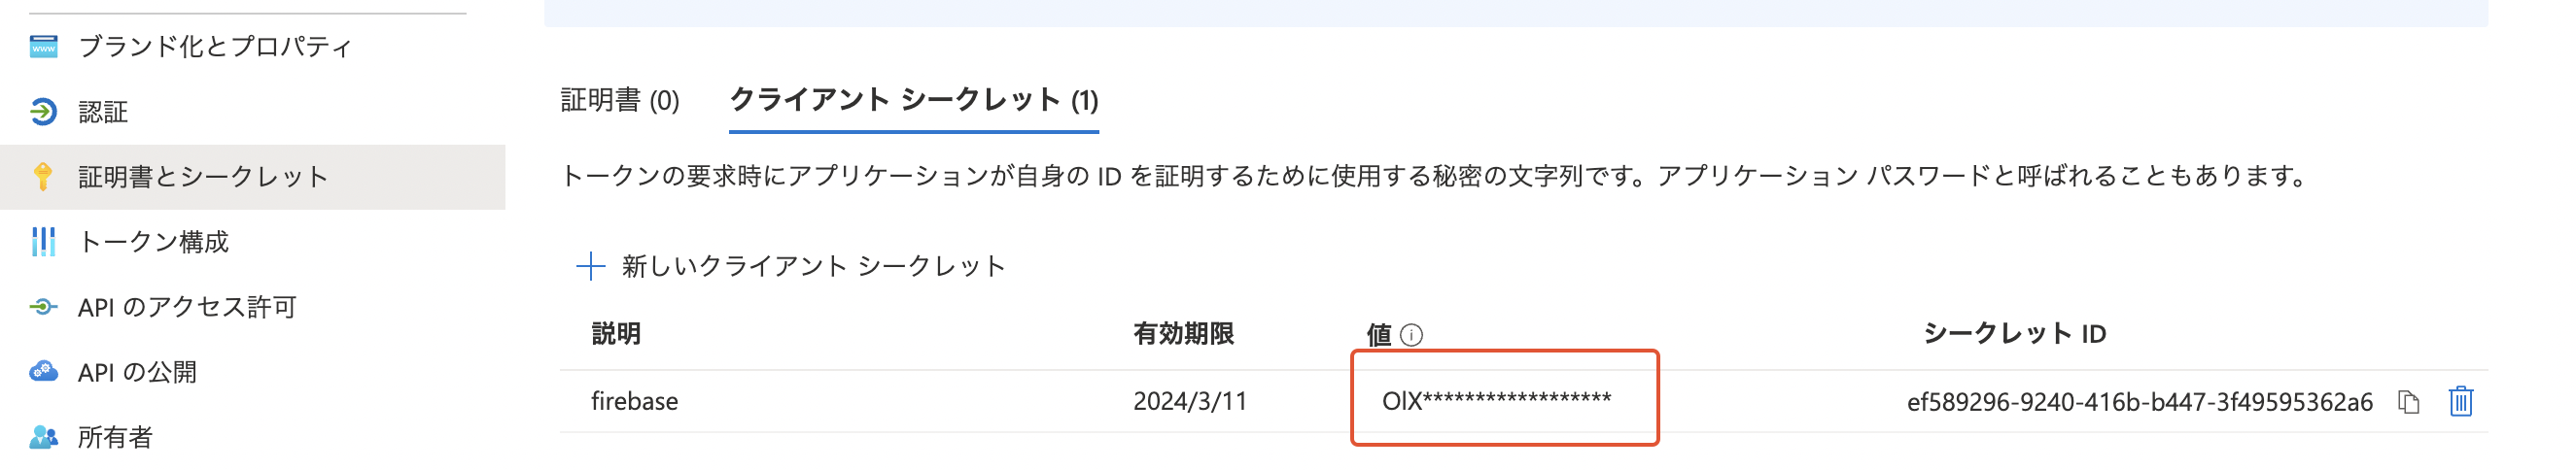 ブランド化とプロパティ
認証
証明書とシークレット
トークン構成
API のアクセス許可
API の公開
所有者
証明書 (0) クライアント シークレット (1)
トークンの要求時にアプリケーションが自身の ID を証明するために使用する秘密の文字列です。アプリケーション パスワードと呼ばれることもあります。
新しいクライアント シークレット
説明 有効期限 値 シークレット ID
firebase 2024/3/11 OlX****************** ef589296-9240-416b-b447-3f49595362a6